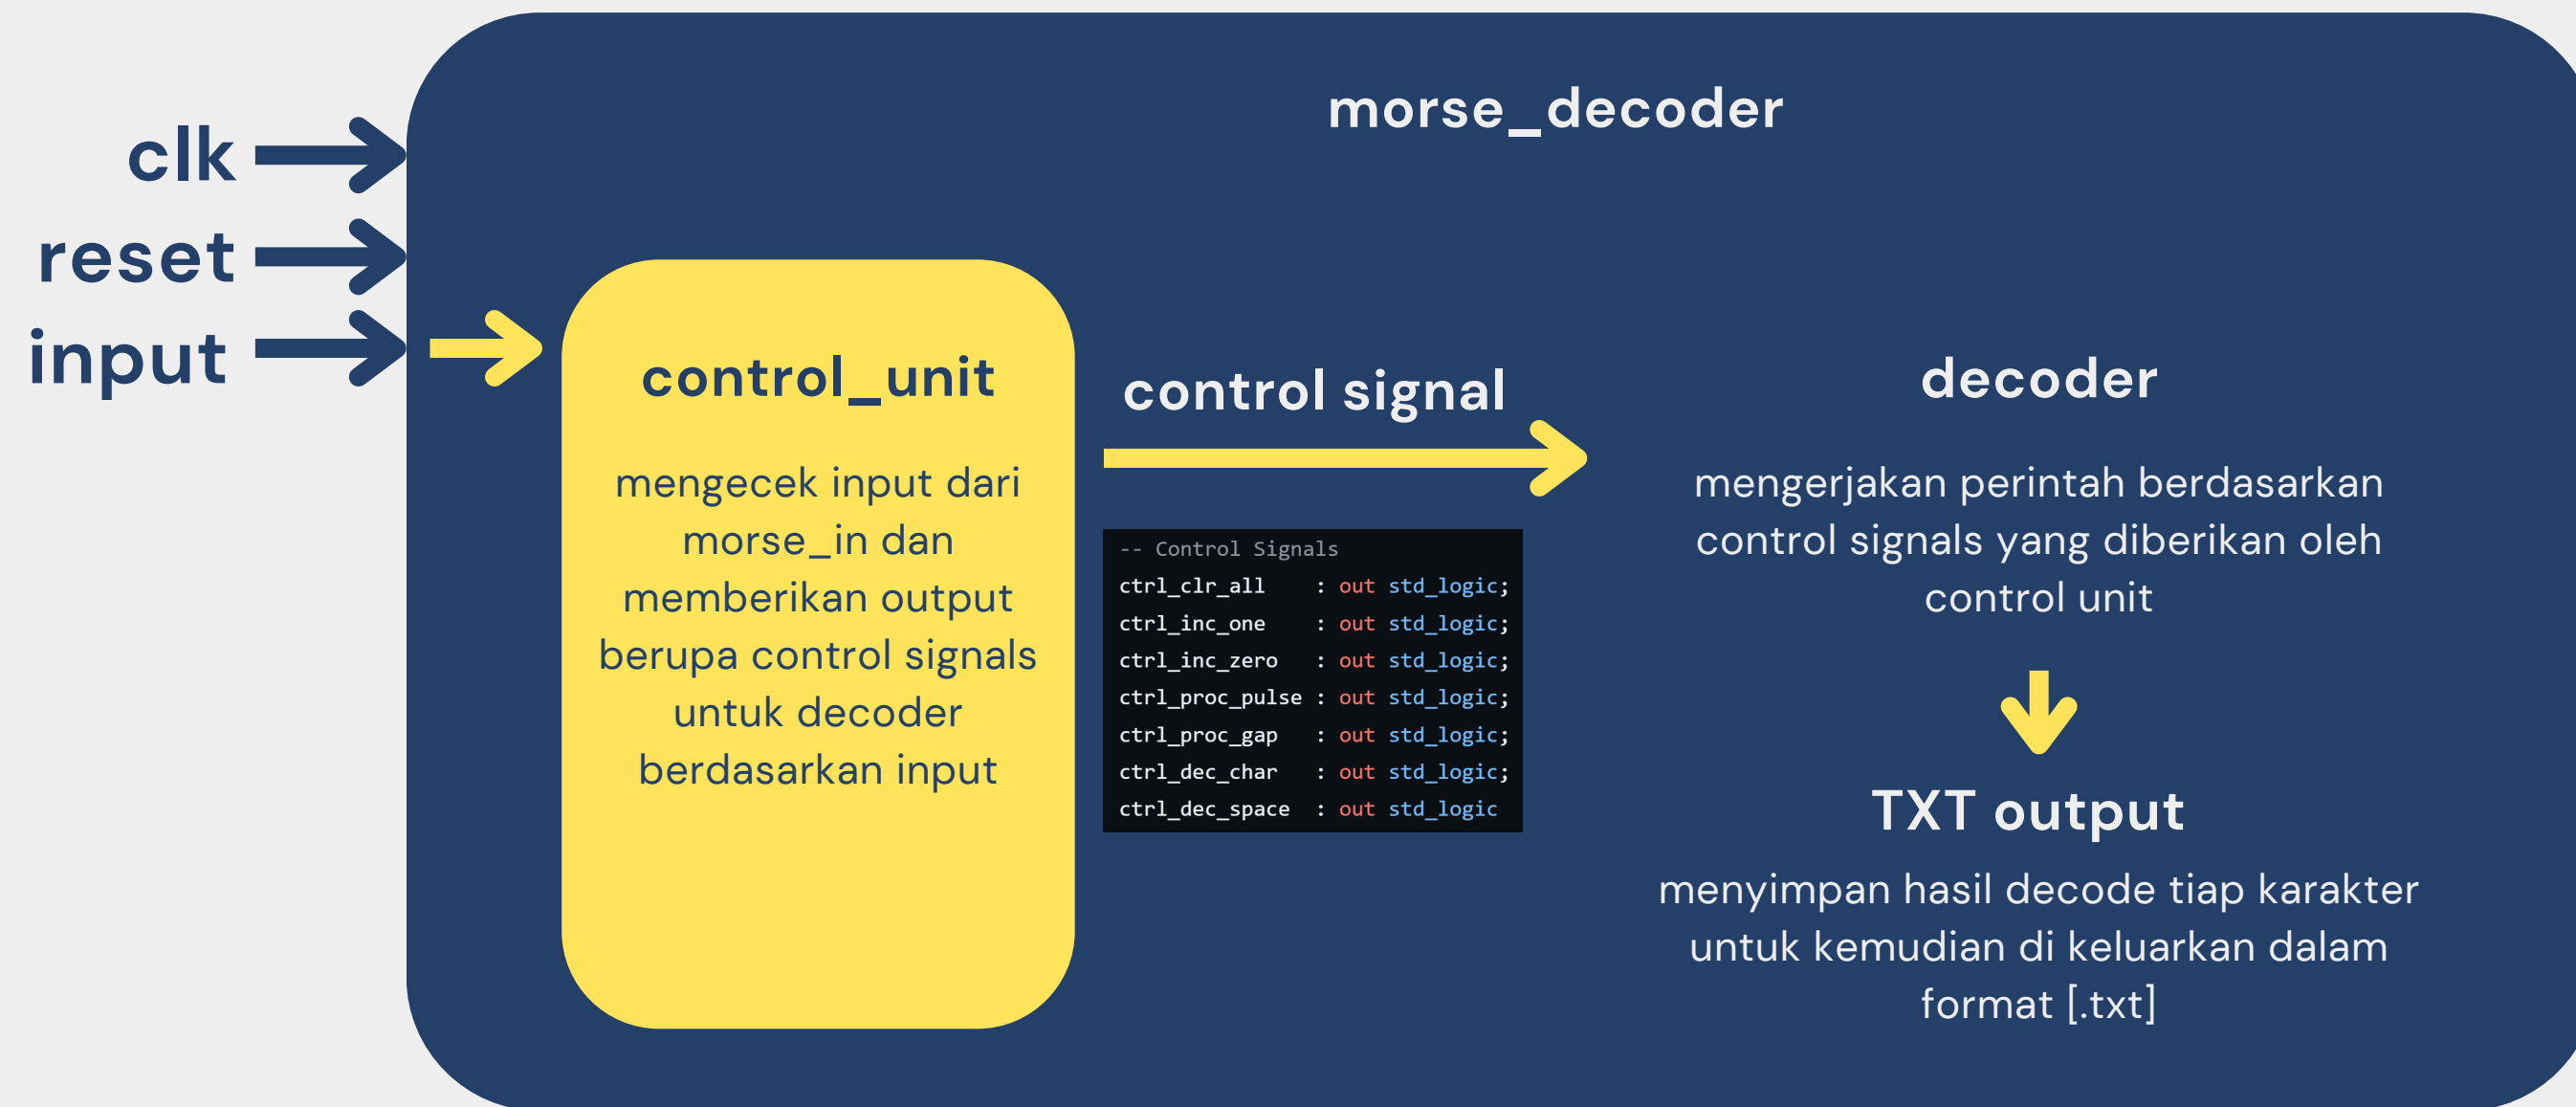 morse_decoder
clk
reset
input
control_unit
mengecek input dari
morse_in dan
memberikan output
berupa control signals
untuk decoder
berdasarkan input
control signal
-- Control Signals
ctrl_clr_all : out std_logic;
ctrl_inc_one : out std_logic;
ctrl_inc_zero : out std_logic;
ctrl_proc_pulse : out std_logic;
ctrl_proc_gap : out std_logic;
ctrl_dec_char : out std_logic;
ctrl_dec_space : out std_logic
decoder
mengerjakan perintah berdasarkan
control signals yang diberikan oleh
control unit
TXT output
menyimpan hasil decode tiap karakter
untuk kemudian di keluarkan dalam
format [.txt]